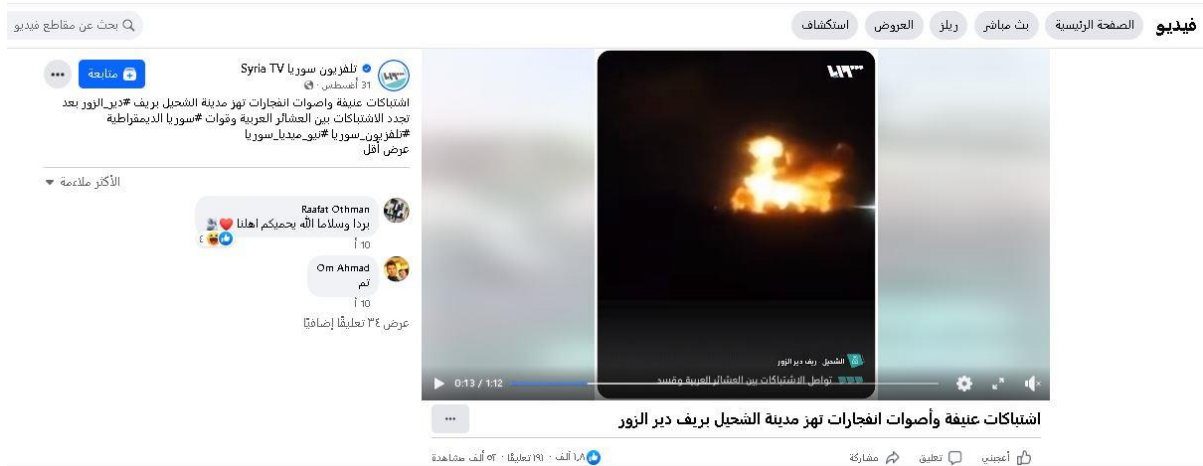 فيديو
الصفحة الرئيسية
بث مباشر
ريلز
العروض
استكشاف
بحث عن مقاطع فيديو
تلفزيون سوريا Syria TV
31 أغسطس ·
متابعة
اشتباكات عنيفة واصوات انفجارات تهز مدينة الشحيل بريف #دير_الزور بعد
تجدد الاشتباكات بين العشائر العربية وقوات #سوريا الديمقراطية
#تلفزيون_سوريا #نيو_ميديا_سوريا
عرض أقل
الأكثر ملاءمة
Raafat Othman
بردا وسلاما الله يحميكم اهلنا
٤
10 أ
Om Ahmad
تم
10 أ
عرض ٣٤ تعليقًا إضافيًا
الشحيل ريف دير الزور
تواصل الاشتباكات بين العشائر العربية وقسد
0:13 / 1:12
اشتباكات عنيفة وأصوات انفجارات تهز مدينة الشحيل بريف دير الزور
أعجبني
تعليق
مشاركة
١٫٨ ألف · ١٩١ تعليقًا · ٥٢ ألف مشاهدة